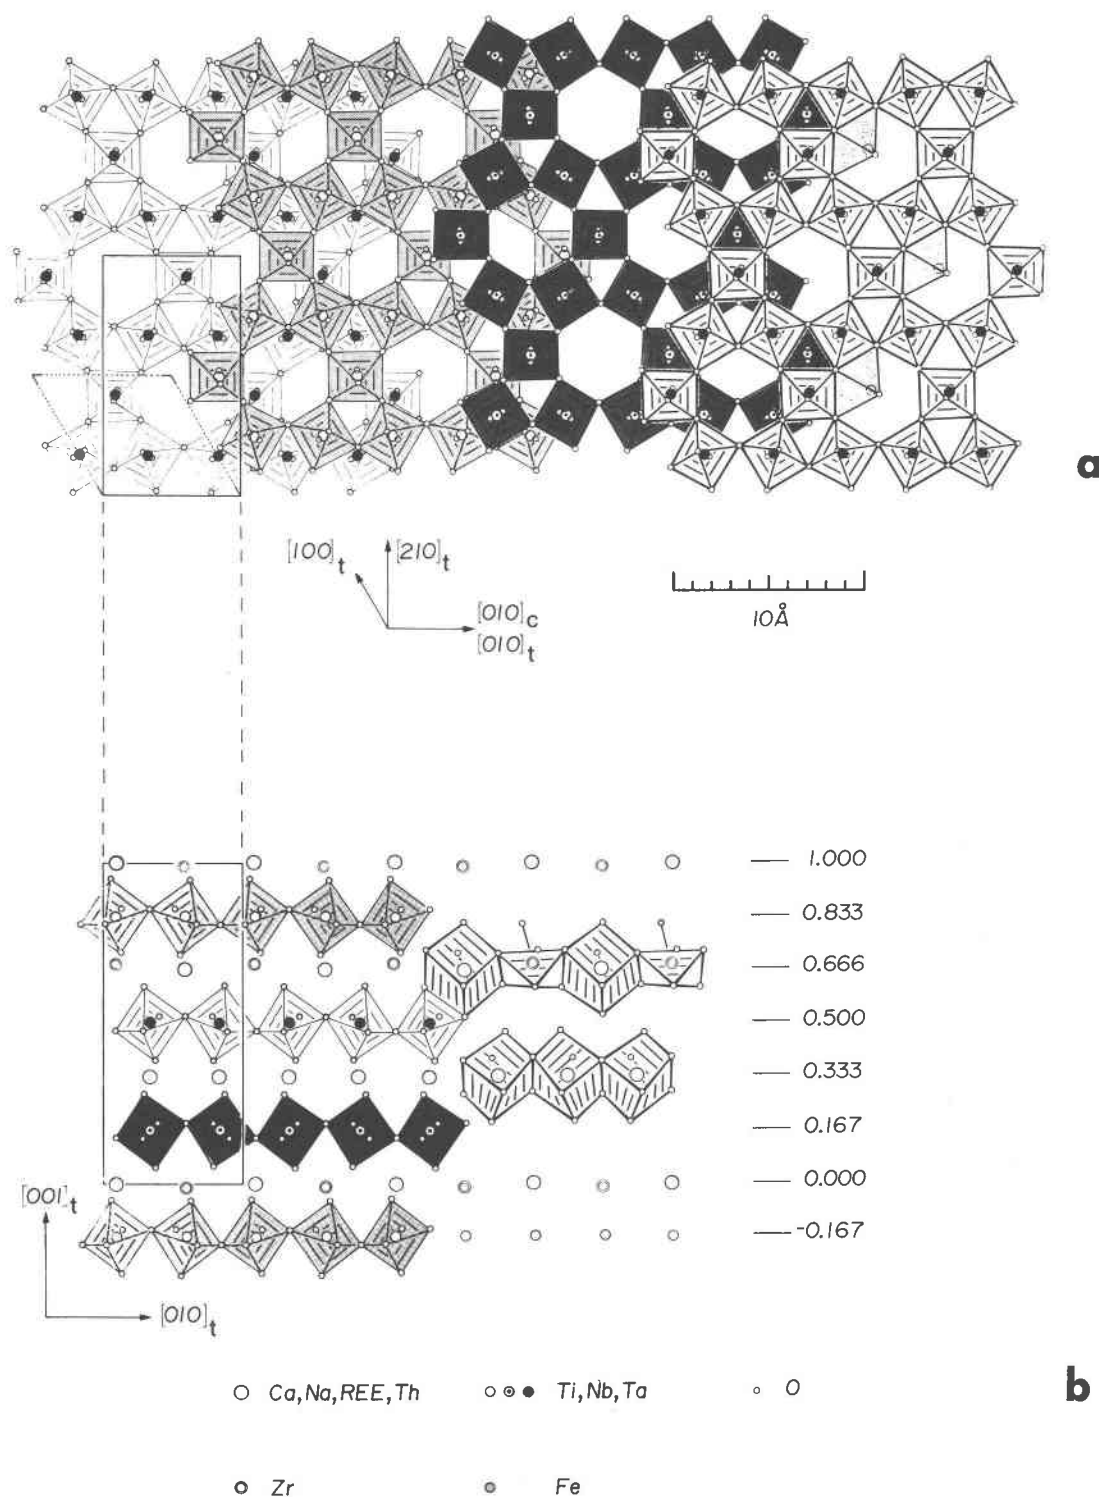 a
[100]t
[210]t
[010]c
[010]t
10Å
1.000
0.833
0.666
0.500
0.333
0.167
0.000
-0.167
[001]t
[010]t
b
Ca,Na,REE,Th
Ti,Nb,Ta
O
Zr
Fe